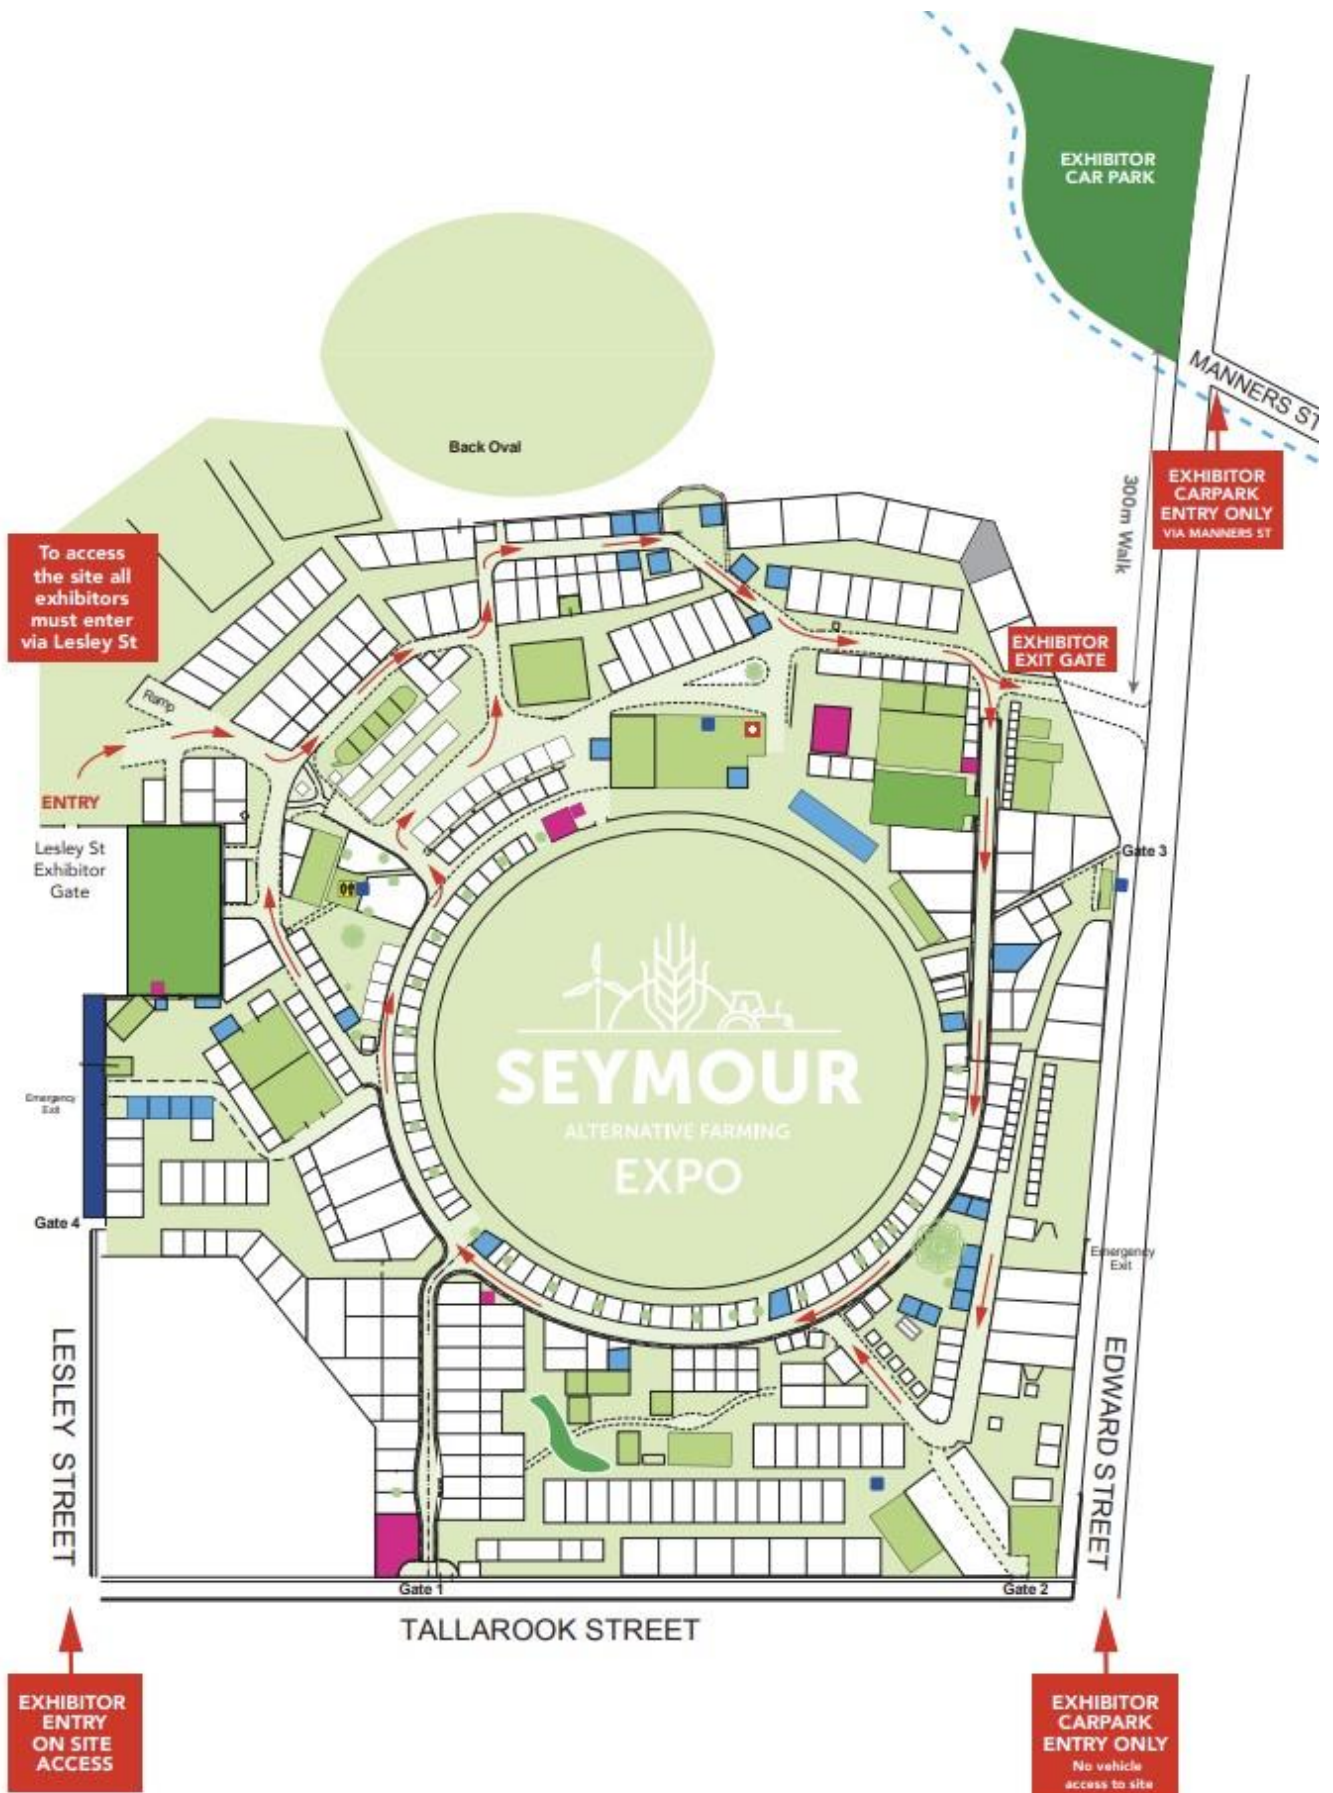 EXHIBITOR
CAR PARK
MANNERS ST
Back Oval
300m Walk
EXHIBITOR
CARPARK
ENTRY ONLY
VIA MANNERS ST
To access
the site all
exhibitors
must enter
via Lesley St
EXHIBITOR
EXIT GATE
Ramp
ENTRY
Lesley St
Exhibitor
Gate
Gate 3
SEYMOUR
ALTERNATIVE FARMING
EXPO
Emergency
Exit
Gate 4
Emergency
Exit
LESLEY STREET
EDWARD STREET
Gate 1
Gate 2
TALLAROOK STREET
EXHIBITOR
ENTRY
ON SITE
ACCESS
EXHIBITOR
CARPARK
ENTRY ONLY
No vehicle
access to site